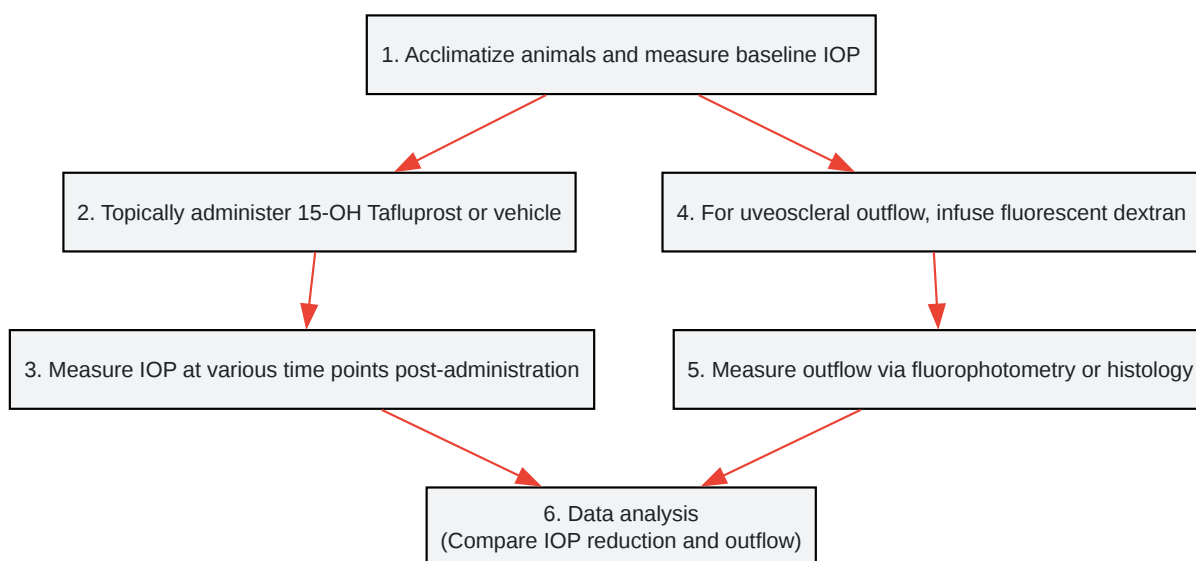 1. Acclimatize animals and measure baseline IOP
2. Topically administer 15-OH Tafluprost or vehicle
4. For uveoscleral outflow, infuse fluorescent dextran
3. Measure IOP at various time points post-administration
5. Measure outflow via fluorophotometry or histology
6. Data analysis
(Compare IOP reduction and outflow)